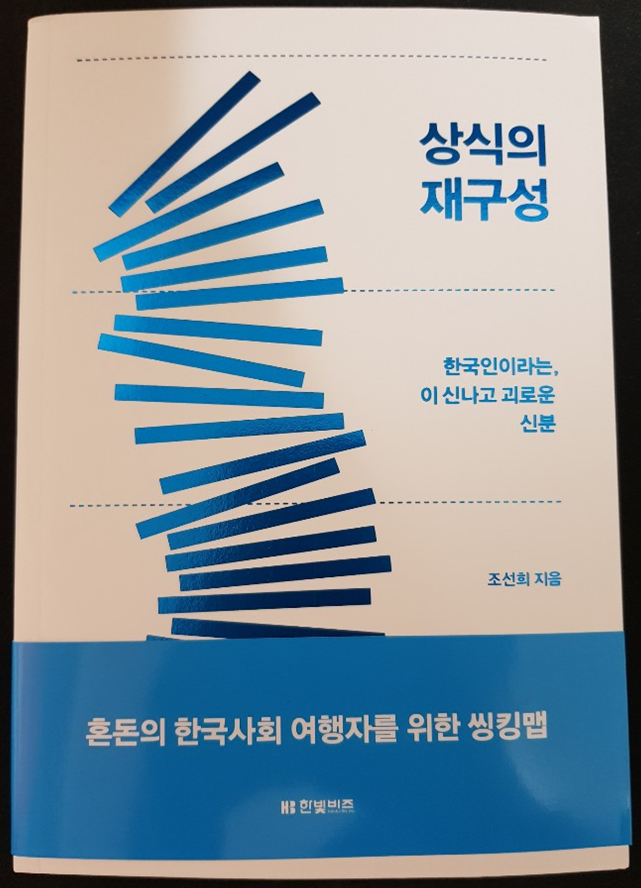 상식의
재구성
한국인이라는,
이 신나고 괴로운
신분
조선희 지음
혼돈의 한국사회 여행자를 위한 씽킹맵
HB 한빛비즈